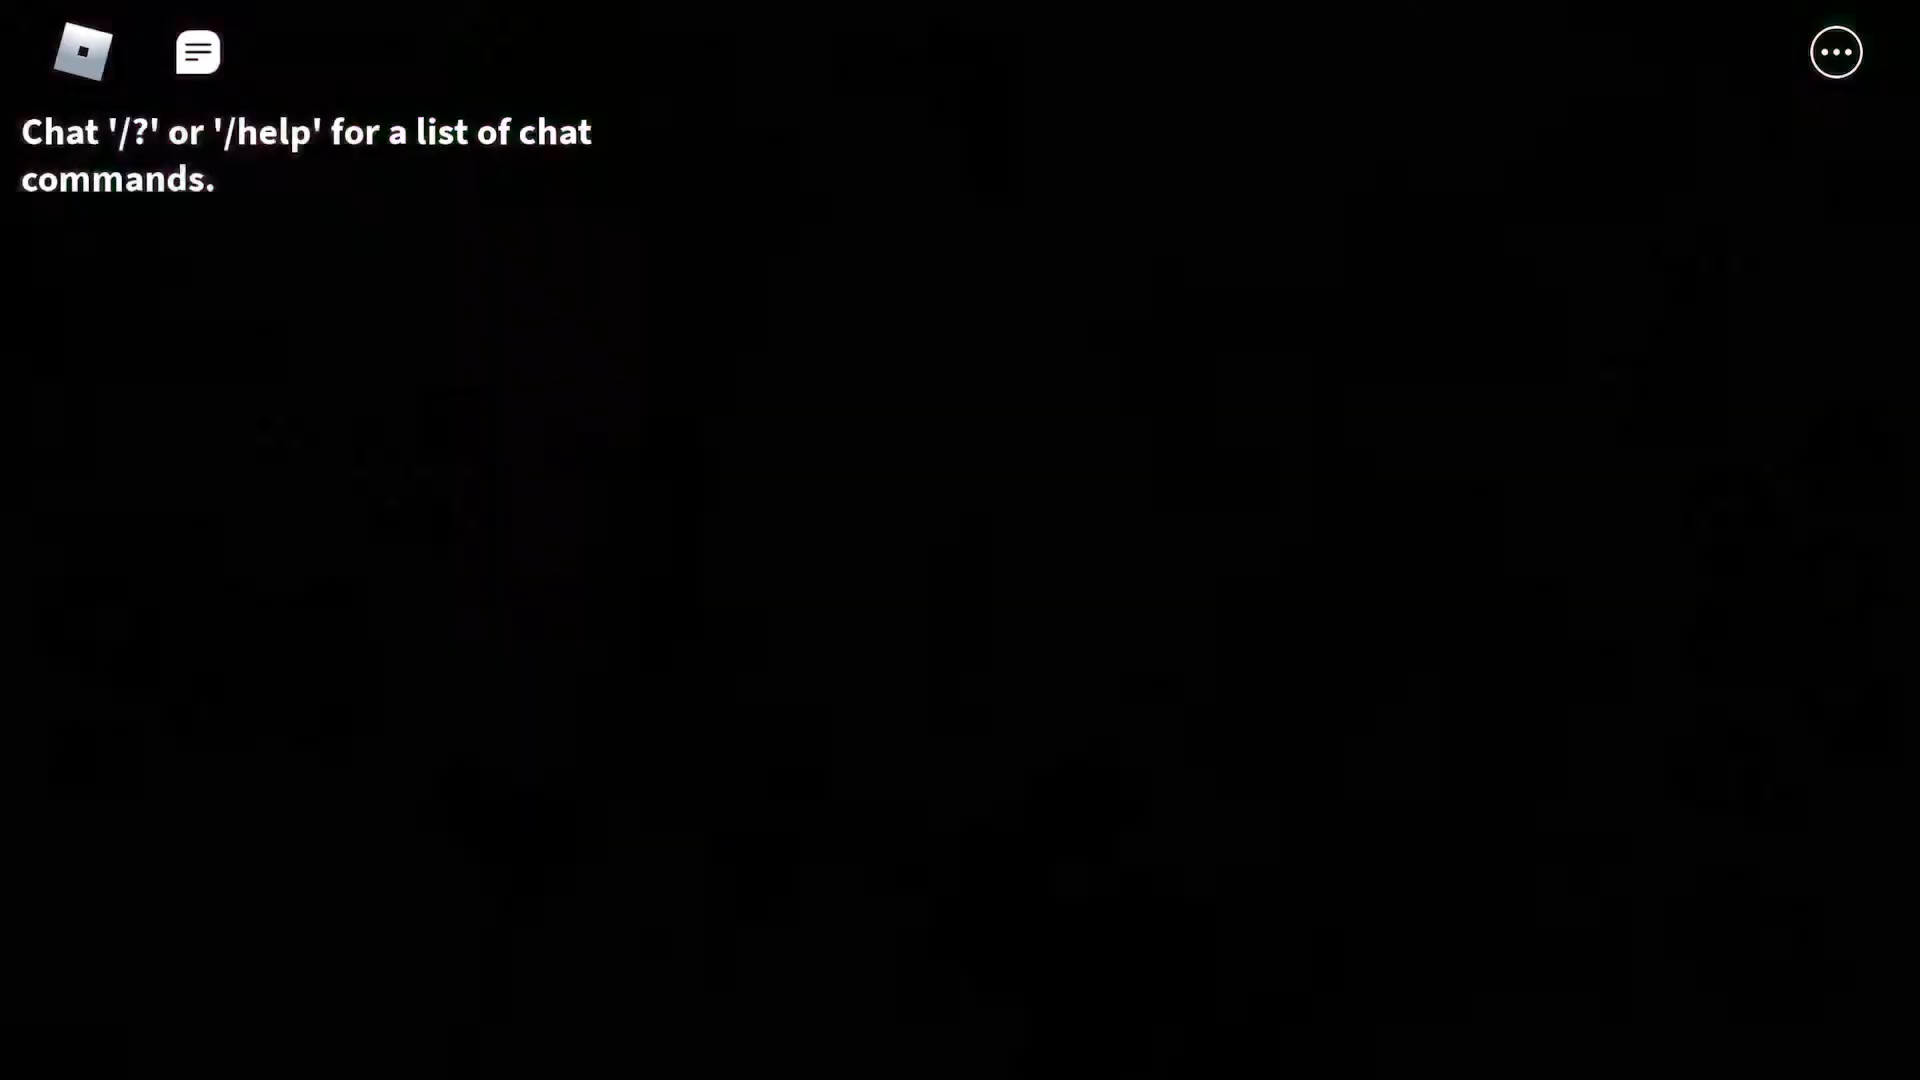 Chat '/?' or '/help' for a list of chat
commands.